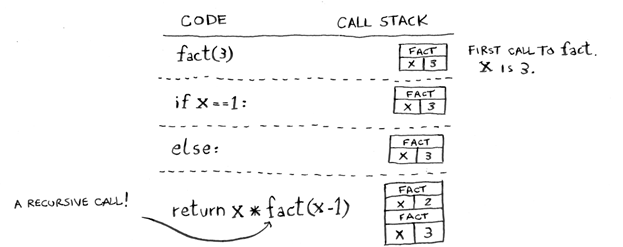 CODE CALL STACK
fact(3)
FACT
X 3
FIRST CALL TO fact.
X IS 3.
if x==1:
FACT
X 3
else:
FACT
X 3
A RECURSIVE CALL!
return x * fact(x-1)
FACT
X 2
FACT
X 3